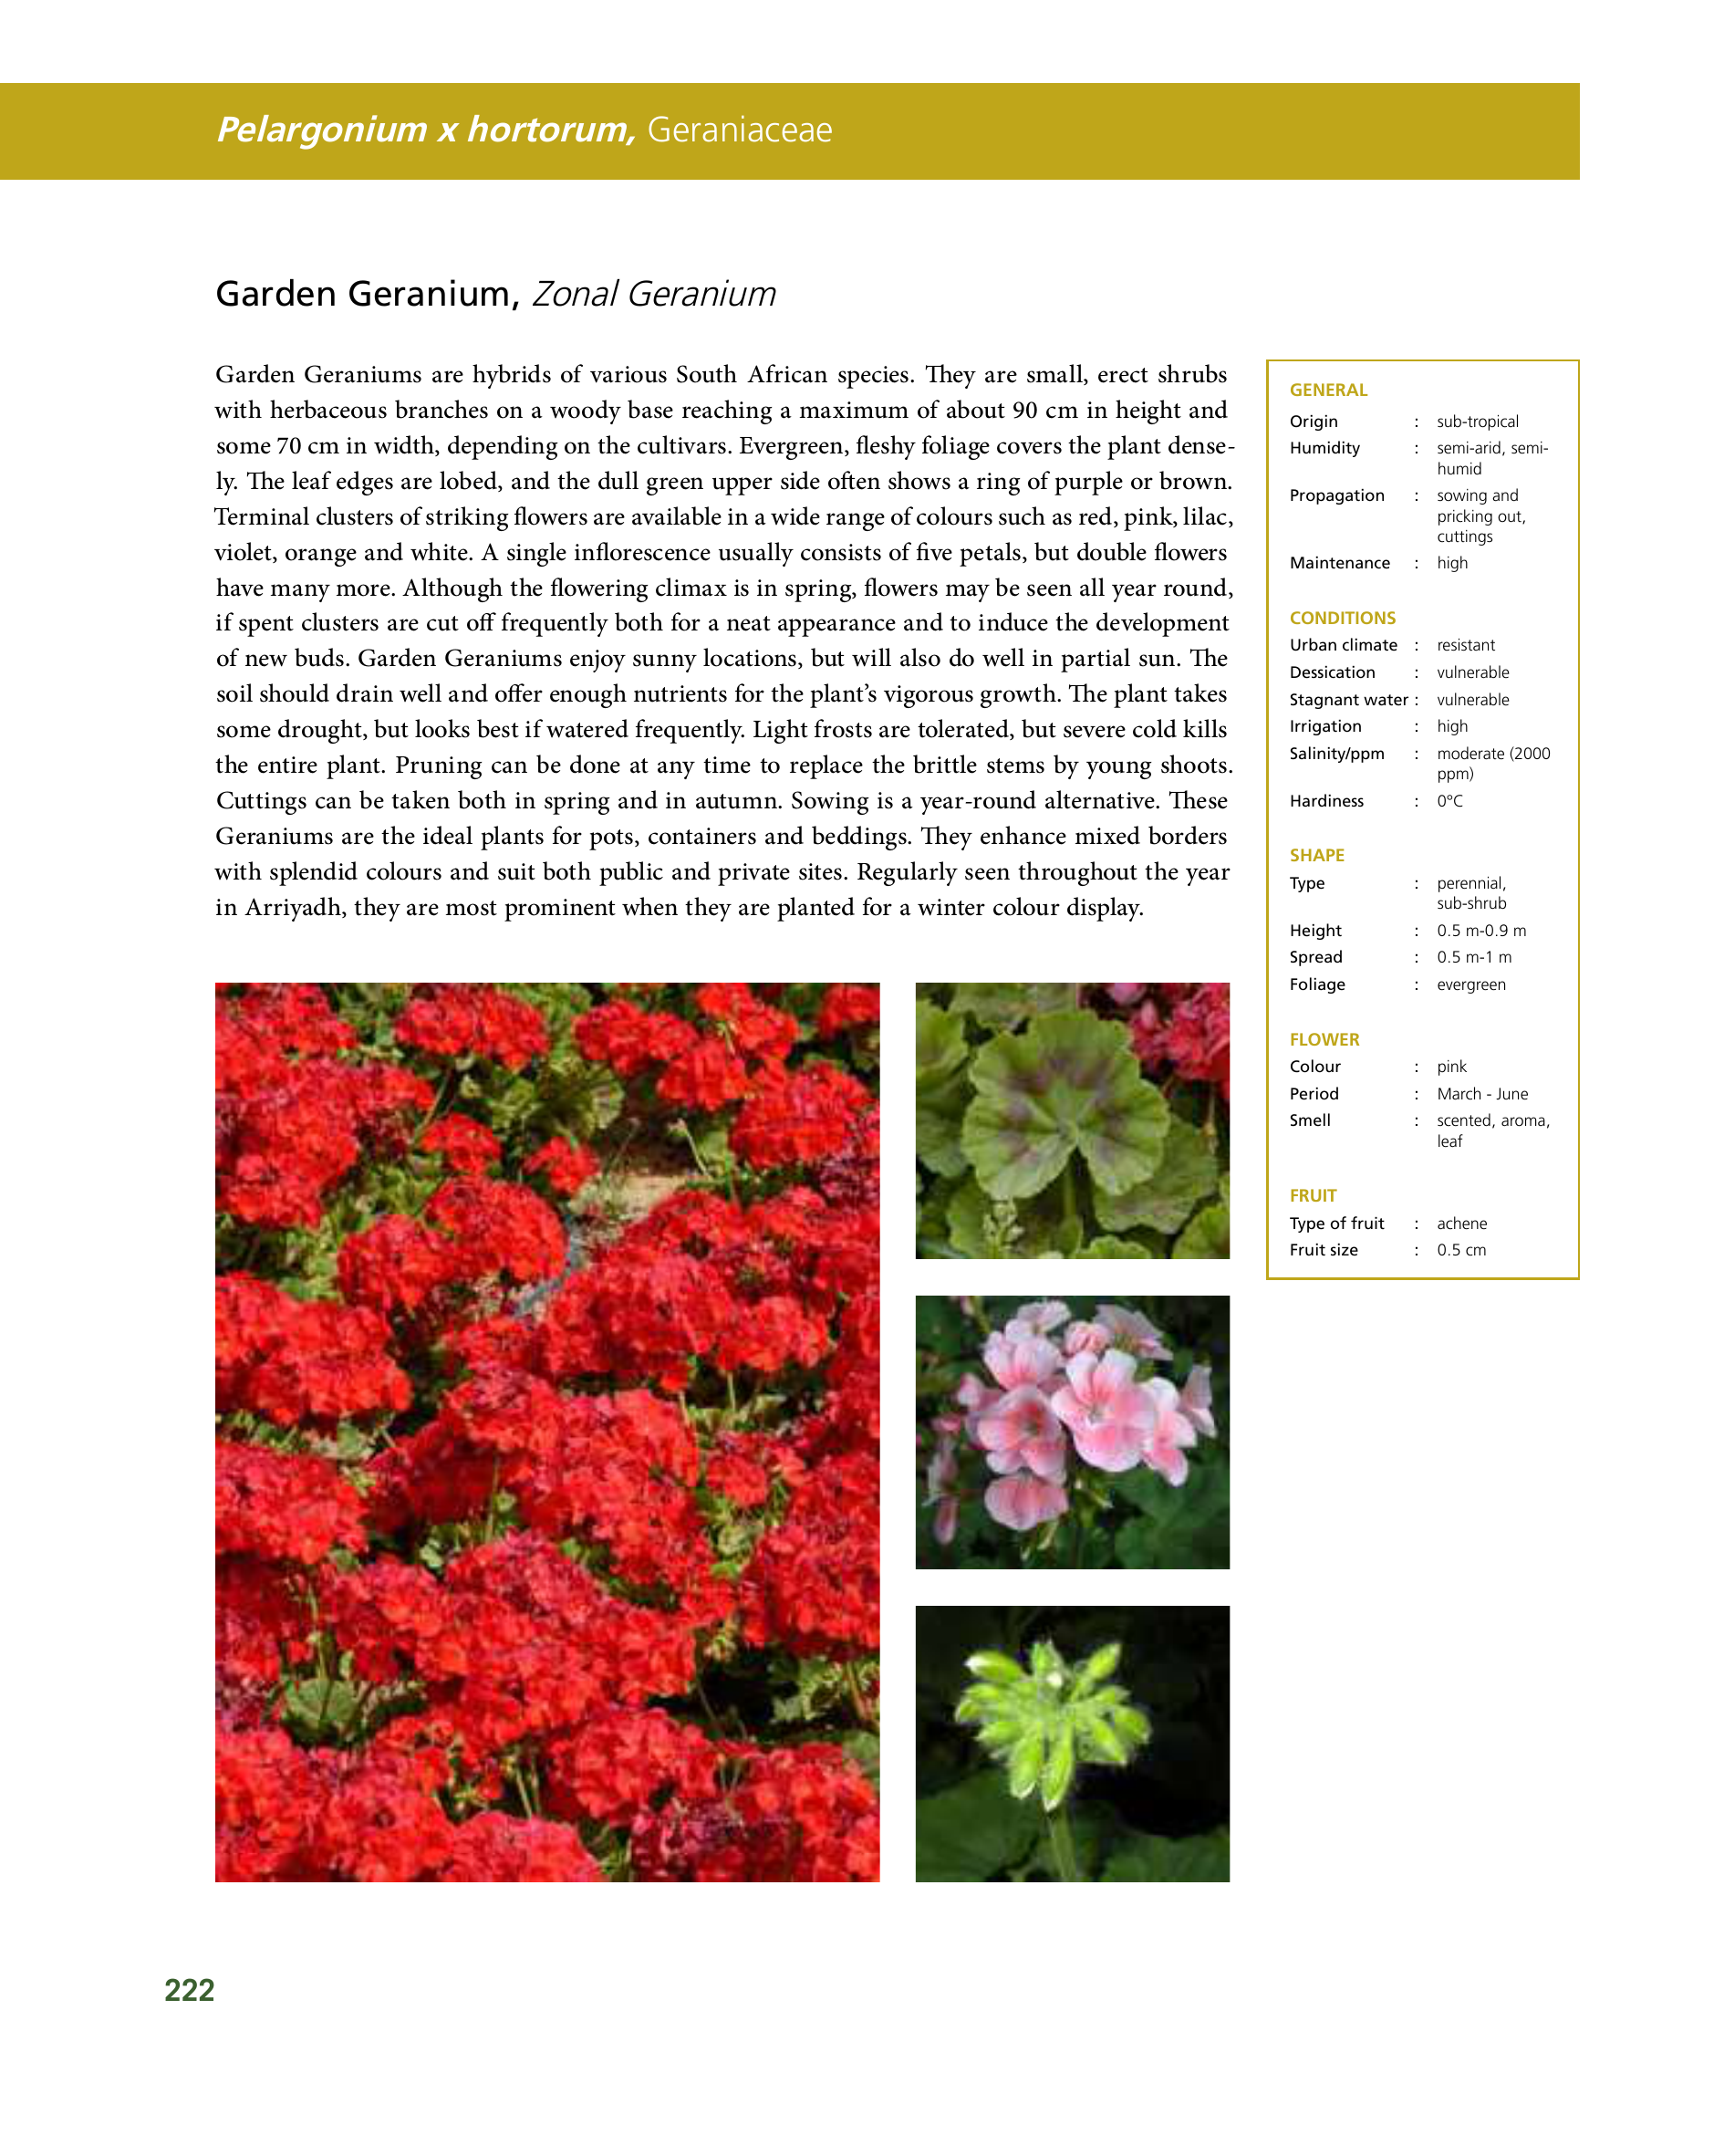 Pelargonium x hortorum, Geraniaceae
Garden Geranium, Zonal Geranium
Garden Geraniums are hybrids of various South African species. They are small, erect shrubs
with herbaceous branches on a woody base reaching a maximum of about 90 cm in height and
some 70 cm in width, depending on the cultivars. Evergreen, fleshy foliage covers the plant dense-
ly. The leaf edges are lobed, and the dull green upper side often shows a ring of purple or brown.
Terminal clusters of striking flowers are available in a wide range of colours such as red, pink, lilac,
violet, orange and white. A single inflorescence usually consists of five petals, but double flowers
have many more. Although the flowering climax is in spring, flowers may be seen all year round,
if spent clusters are cut off frequently both for a neat appearance and to induce the development
of new buds. Garden Geraniums enjoy sunny locations, but will also do well in partial sun. The
soil should drain well and offer enough nutrients for the plant’s vigorous growth. The plant takes
some drought, but looks best if watered frequently. Light frosts are tolerated, but severe cold kills
the entire plant. Pruning can be done at any time to replace the brittle stems by young shoots.
Cuttings can be taken both in spring and in autumn. Sowing is a year-round alternative. These
Geraniums are the ideal plants for pots, containers and beddings. They enhance mixed borders
with splendid colours and suit both public and private sites. Regularly seen throughout the year
in Arriyadh, they are most prominent when they are planted for a winter colour display.
GENERAL
Origin : sub-tropical
Humidity : semi-arid, semi-
humid
Propagation : sowing and
pricking out,
cuttings
Maintenance : high
CONDITIONS
Urban climate : resistant
Dessication : vulnerable
Stagnant water : vulnerable
Irrigation : high
Salinity/ppm : moderate (2000
ppm)
Hardiness : 0°C
SHAPE
Type : perennial,
sub-shrub
Height : 0.5 m-0.9 m
Spread : 0.5 m-1 m
Foliage : evergreen
FLOWER
Colour : pink
Period : March - June
Smell : scented, aroma,
leaf
FRUIT
Type of fruit : achene
Fruit size : 0.5 cm
222